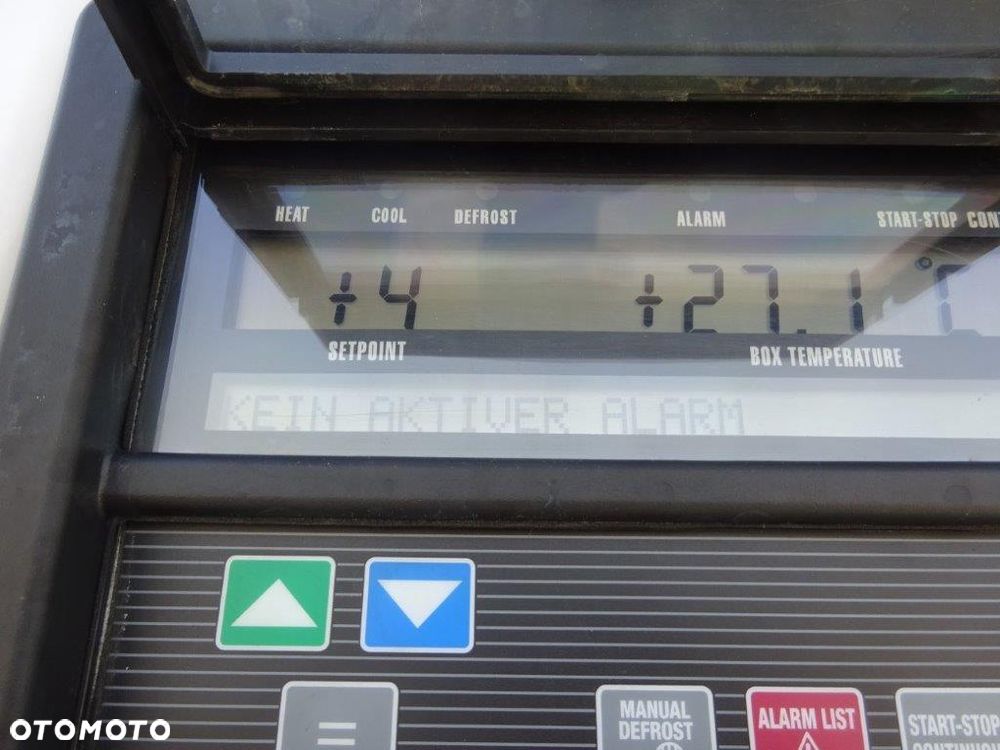 HEAT COOL DEFROST ALARM START-STOP
+4 +27.1 °C
SETPOINT BOX TEMPERATURE
KEIN AKTIVER ALARM
=
MANUAL DEFROST
ALARM LIST
START-STOP
OTOMOTO